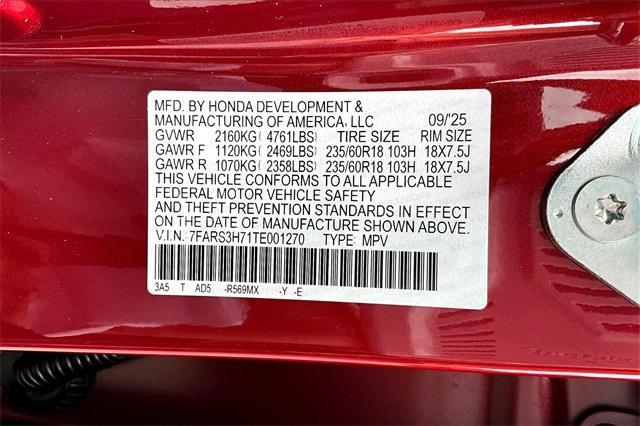 MFD. BY HONDA DEVELOPMENT &
MANUFACTURING OF AMERICA, LLC 09/'25
GVWR 2160KG( 4761LBS) TIRE SIZE RIM SIZE
GAWR F 1120KG( 2469LBS) 235/60R18 103H 18X7.5J
GAWR R 1070KG( 2358LBS) 235/60R18 103H 18X7.5J
THIS VEHICLE CONFORMS TO ALL APPLICABLE
FEDERAL MOTOR VEHICLE SAFETY
AND THEFT PREVENTION STANDARDS IN EFFECT
ON THE DATE OF MANUFACTURE SHOWN ABOVE.
V.I.N. 7FARS3H71TE001270 TYPE: MPV
3A5 T AD5 -R569MX -Y -E